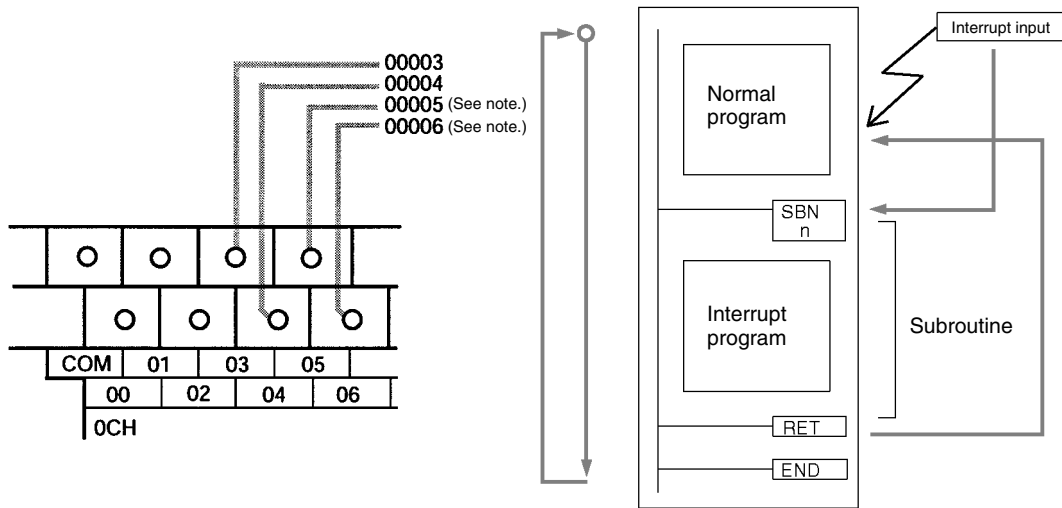 00003
00004
00005 (See note.)
00006 (See note.)
COM 01 03 05
00 02 04 06
0CH
Interrupt input
Normal
program
SBN
n
Interrupt
program
Subroutine
RET
END